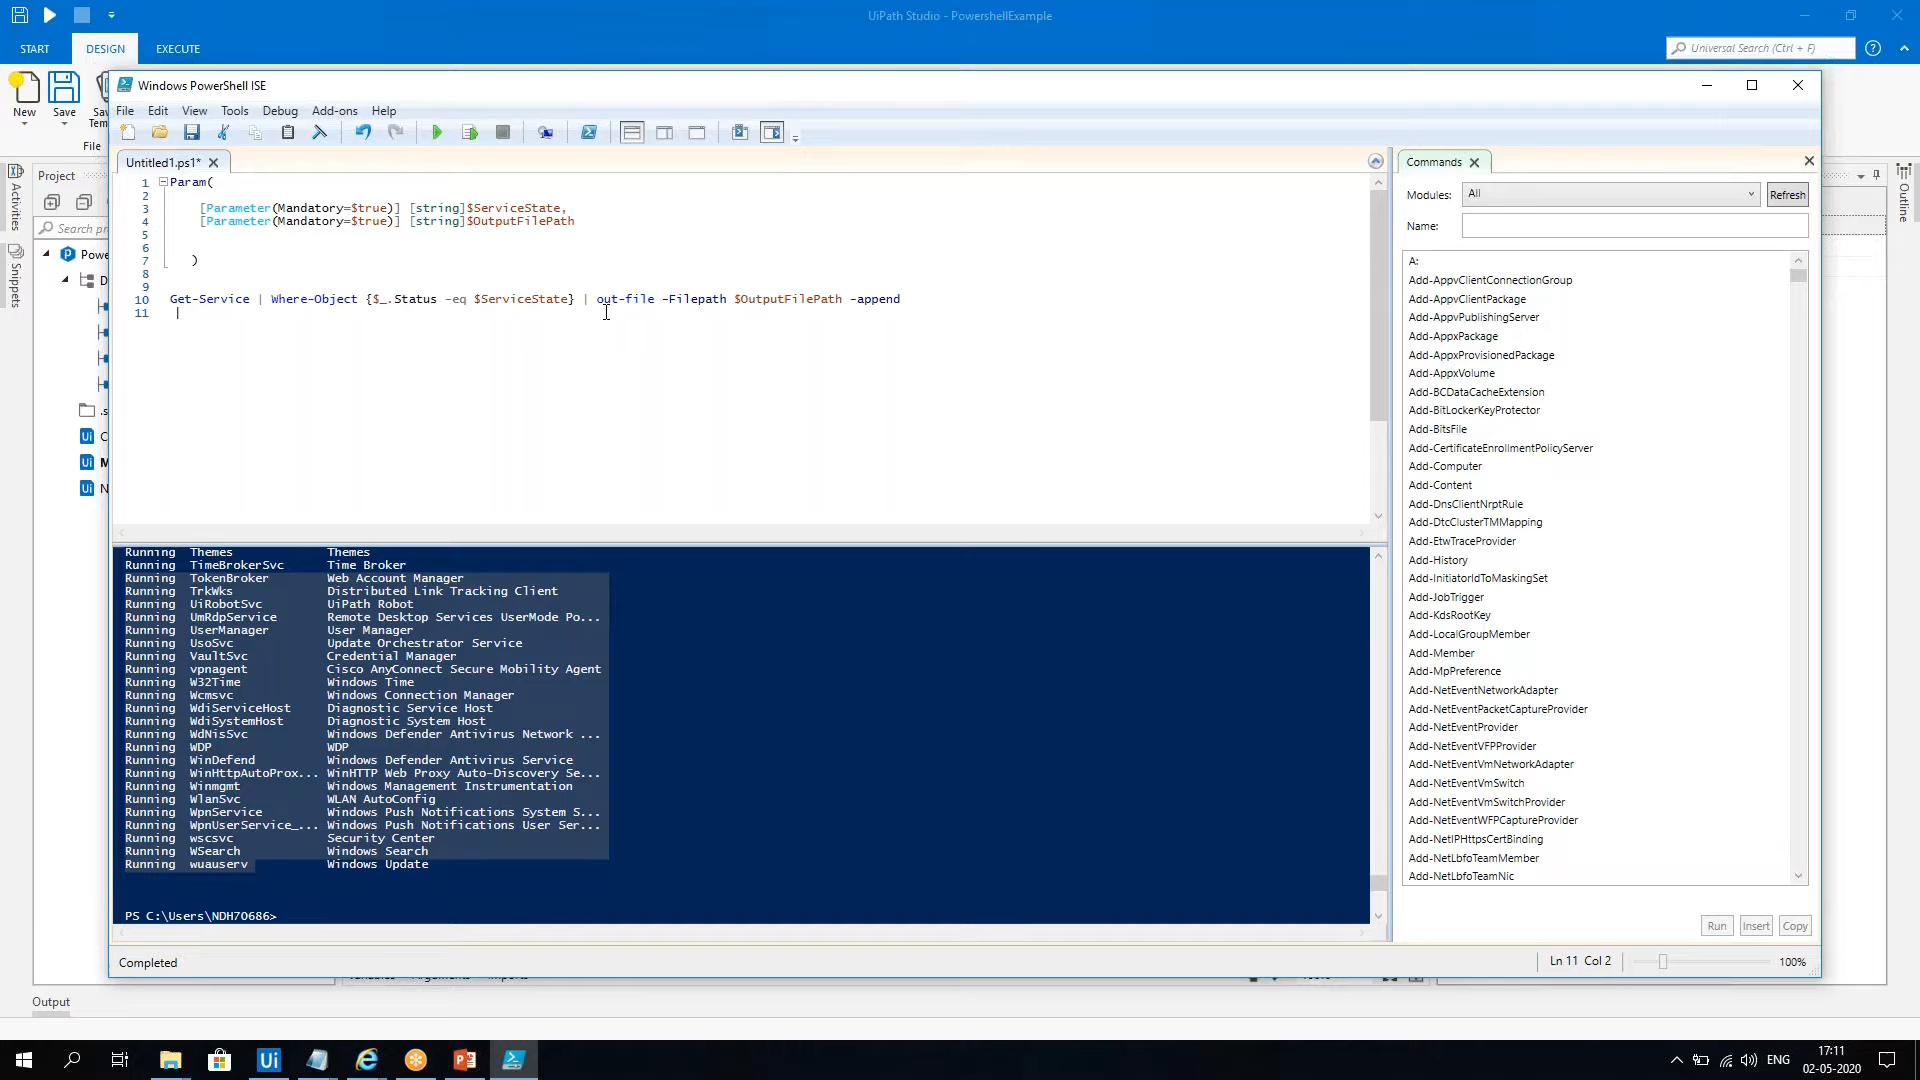 UiPath Studio - PowershellExample
START
DESIGN
EXECUTE
Universal Search (Ctrl + F)
New
Save
File
Project
Activities
Snippets
Outline
Windows PowerShell ISE
File Edit View Tools Debug Add-ons Help
Untitled1.ps1*
1 Param(
2
3 [Parameter(Mandatory=$true)] [string]$ServiceState,
4 [Parameter(Mandatory=$true)] [string]$OutputFilePath
5
6
7 )
8
9
10 Get-Service | Where-Object {$_.Status -eq $ServiceState} | out-file -Filepath $OutputFilePath -append
11
Running Themes Themes
Running TimeBrokerSvc Time Broker
Running TokenBroker Web Account Manager
Running TrkWks Distributed Link Tracking Client
Running UiRobotSvc UiPath Robot
Running UmRdpService Remote Desktop Services UserMode Po...
Running UserManager User Manager
Running UsoSvc Update Orchestrator Service
Running VaultSvc Credential Manager
Running vpnagent Cisco AnyConnect Secure Mobility Agent
Running W32Time Windows Time
Running Wcmsvc Windows Connection Manager
Running WdiServiceHost Diagnostic Service Host
Running WdiSystemHost Diagnostic System Host
Running WdNisSvc Windows Defender Antivirus Network ...
Running WDP WDP
Running WinDefend Windows Defender Antivirus Service
Running WinHttpAutoProx... WinHTTP Web Proxy Auto-Discovery Se...
Running Winmgmt Windows Management Instrumentation
Running WlanSvc WLAN AutoConfig
Running WpnService Windows Push Notifications System S...
Running WpnUserService_... Windows Push Notifications User Ser...
Running wscsvc Security Center
Running WSearch Windows Search
Running wuauserv Windows Update
PS C:\Users\NDH70686>
Completed
Ln 11 Col 2
100%
Commands
Modules: All Refresh
Name:
A:
Add-AppvClientConnectionGroup
Add-AppvClientPackage
Add-AppvPublishingServer
Add-AppxPackage
Add-AppxProvisionedPackage
Add-AppxVolume
Add-BCDataCacheExtension
Add-BitLockerKeyProtector
Add-BitsFile
Add-CertificateEnrollmentPolicyServer
Add-Computer
Add-Content
Add-DnsClientNrptRule
Add-DtcClusterTMMapping
Add-EtwTraceProvider
Add-History
Add-InitiatorIdToMaskingSet
Add-JobTrigger
Add-KdsRootKey
Add-LocalGroupMember
Add-Member
Add-MpPreference
Add-NetEventNetworkAdapter
Add-NetEventPacketCaptureProvider
Add-NetEventProvider
Add-NetEventVFPProvider
Add-NetEventVmNetworkAdapter
Add-NetEventVmSwitch
Add-NetEventVmSwitchProvider
Add-NetEventWFPCaptureProvider
Add-NetIPHttpsCertBinding
Add-NetLbfoTeamMember
Add-NetLbfoTeamNic
Run Insert Copy
Output
ENG
17:11
02-05-2020